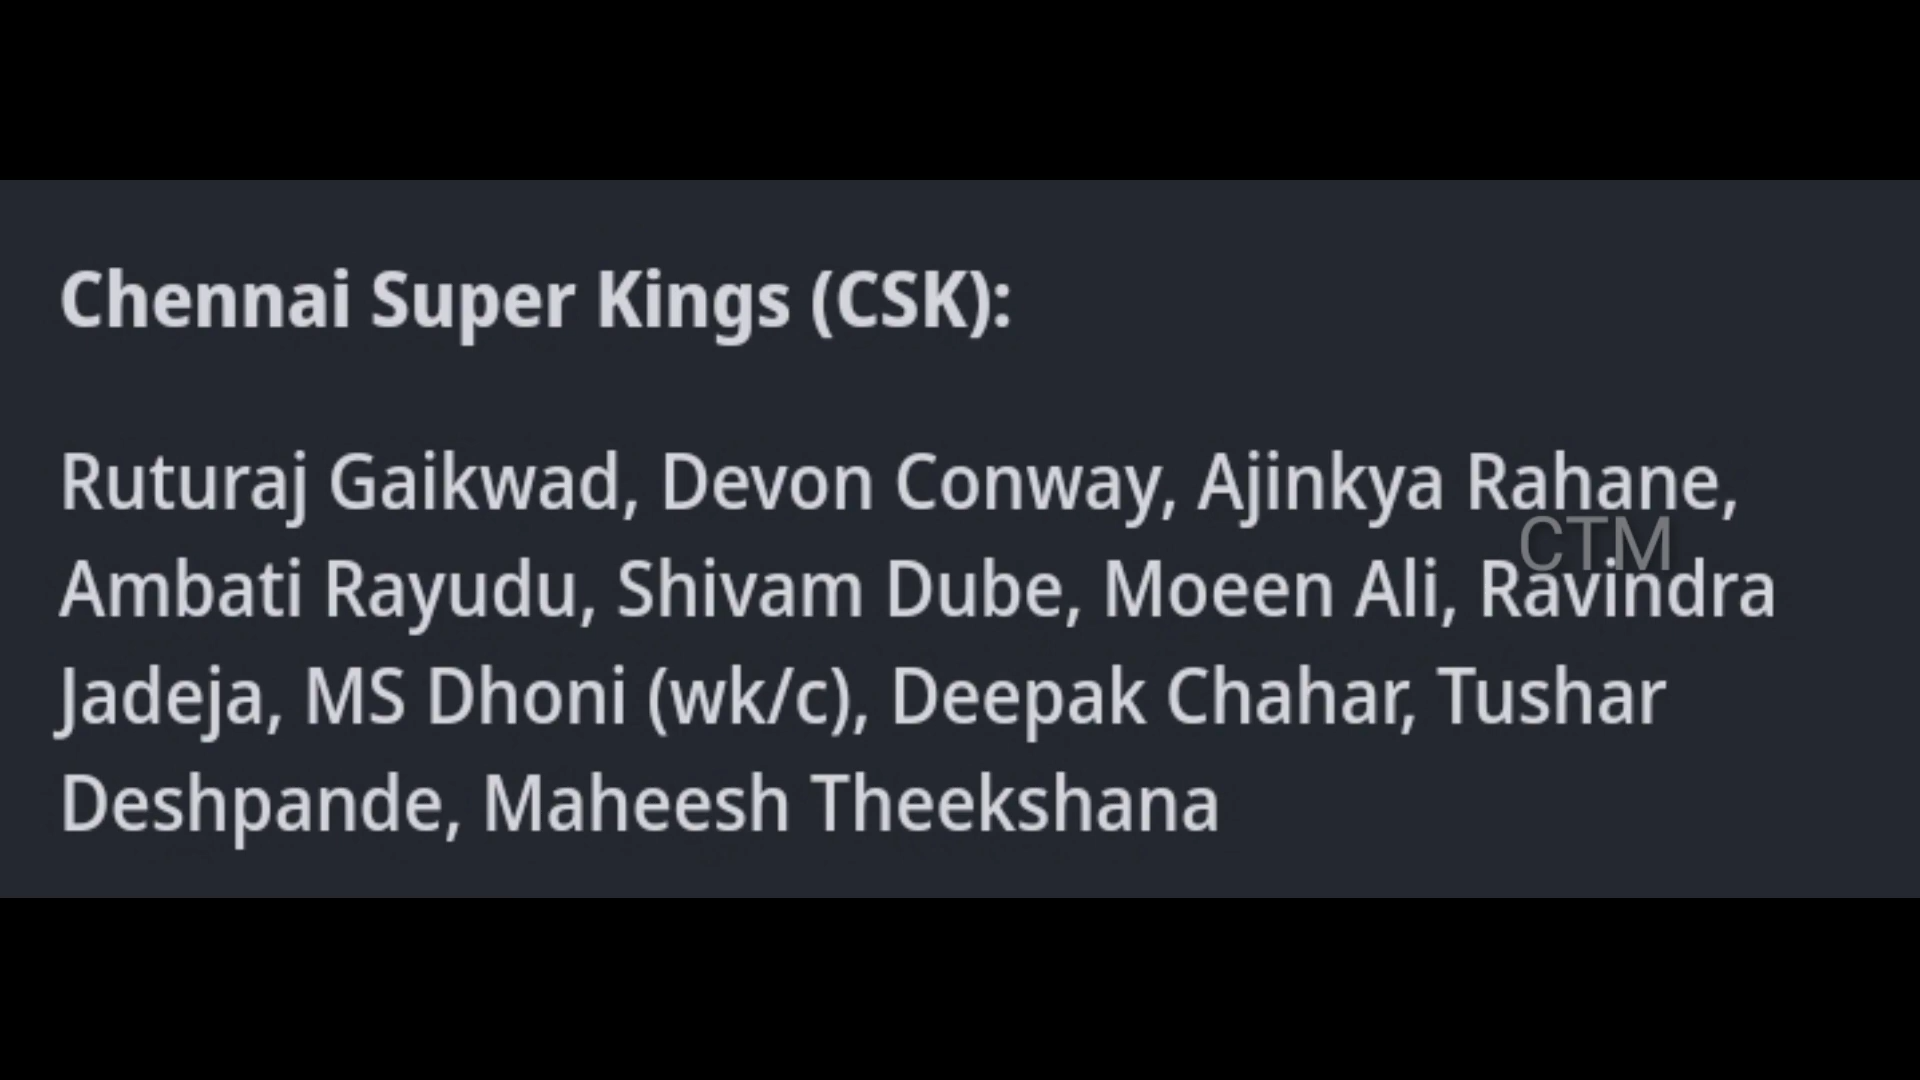 Chennai Super Kings (CSK):
Ruturaj Gaikwad, Devon Conway, Ajinkya Rahane,
CTM
Ambati Rayudu, Shivam Dube, Moeen Ali, Ravindra
Jadeja, MS Dhoni (wk/c), Deepak Chahar, Tushar
Deshpande, Maheesh Theekshana